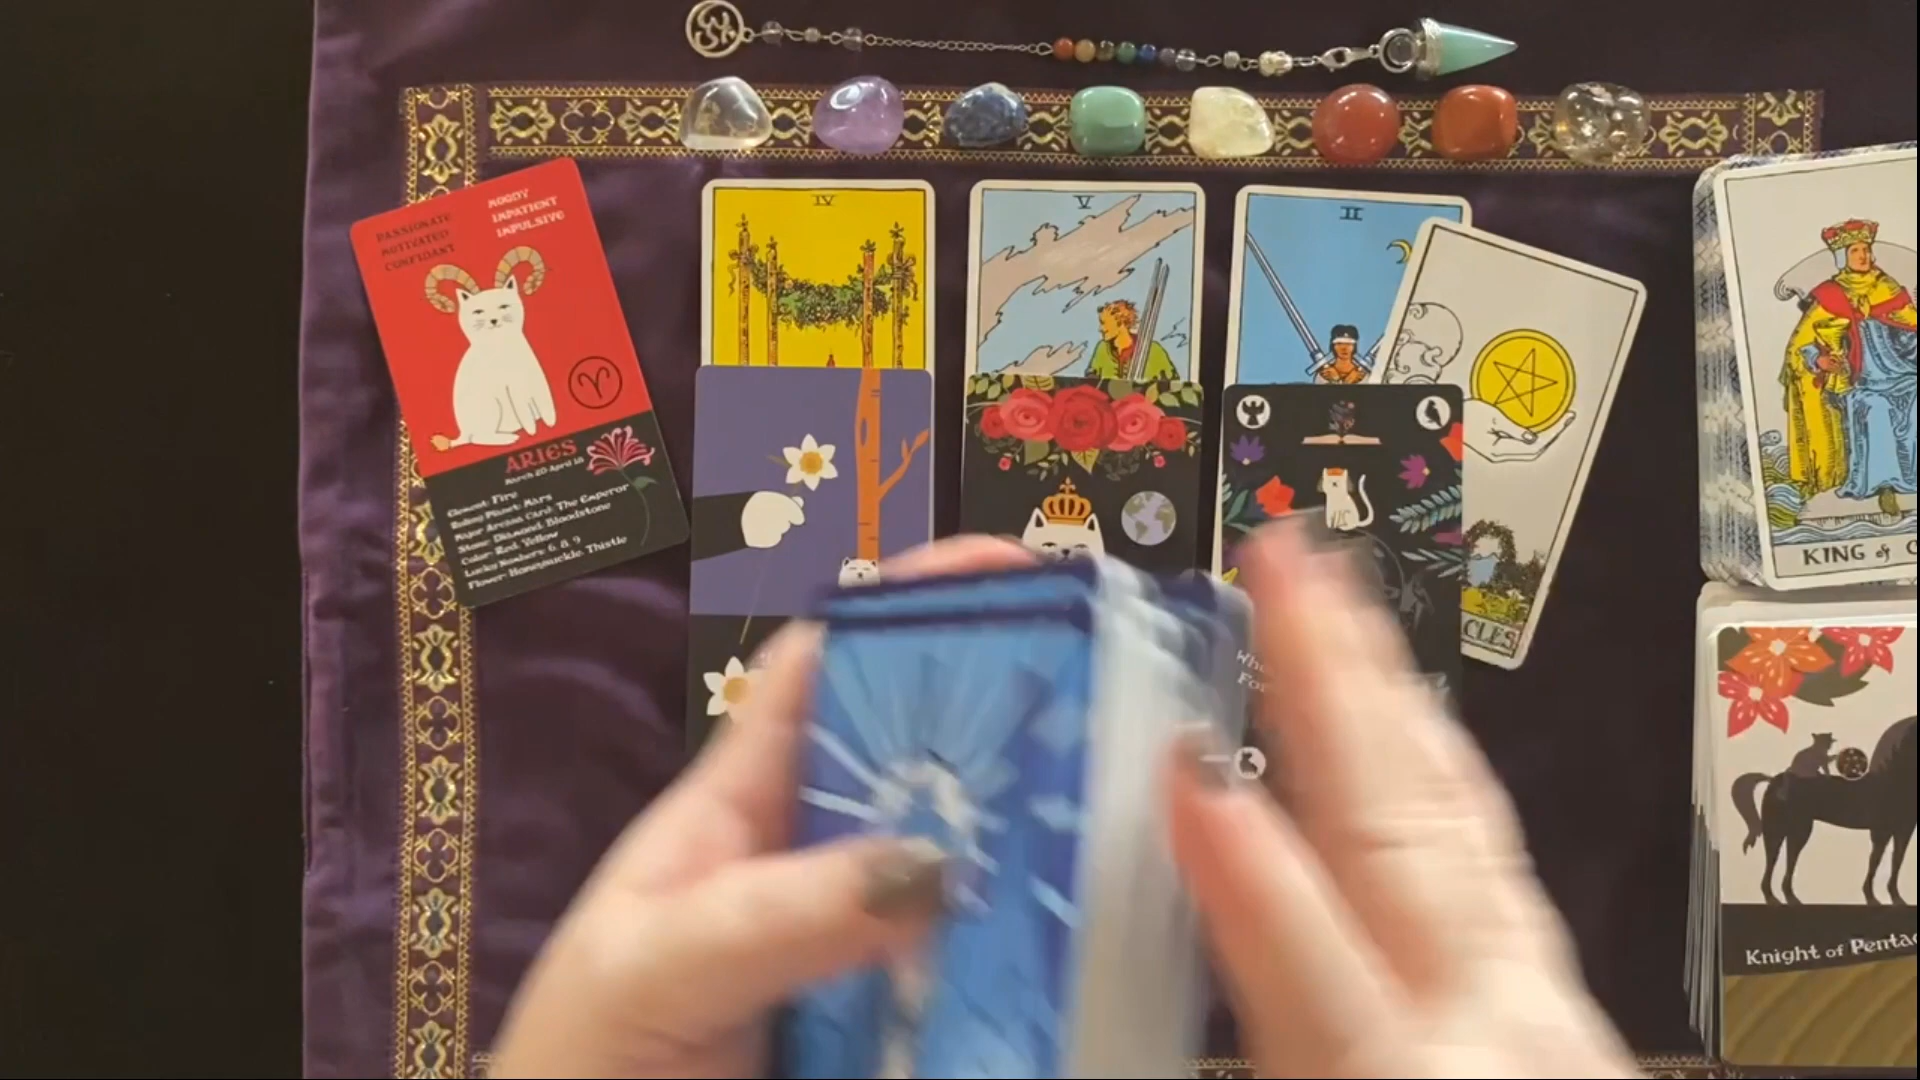 PASSIONATE
MOTIVATED
CONFIDANT
MOODY
IMPATIENT
IMPULSIVE
ARIES
March 20 April 18
Element: Fire
Ruling Planet: Mars
Major Arcana Card: The Emperor
Stone: Diamond, Bloodstone
Color: Red, Yellow
Lucky Numbers: 6 & 9
Flower: Honeysuckle, Thistle
IV
V
II
CLES
KING of C
Knight of Pentac